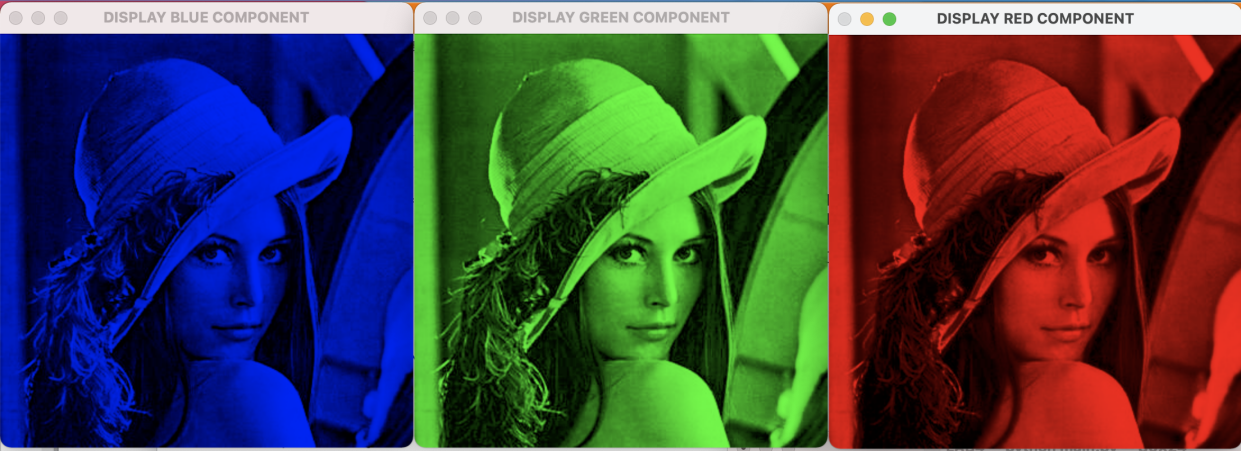 DISPLAY BLUE COMPONENT
DISPLAY GREEN COMPONENT
DISPLAY RED COMPONENT